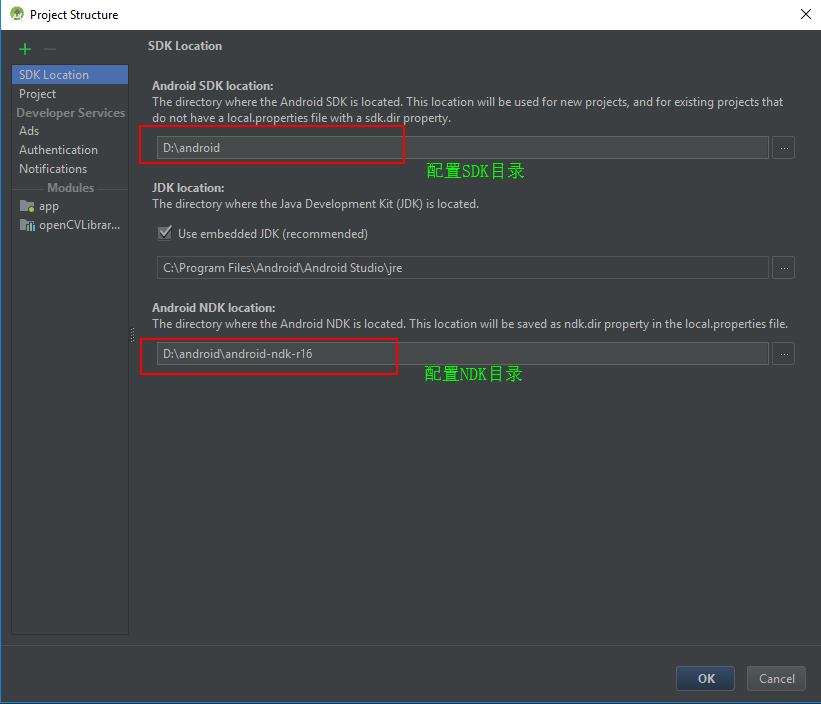 Project Structure
SDK Location
Project
Developer Services
Ads
Authentication
Notifications
Modules
app
openCVLibrar...
SDK Location
Android SDK location:
The directory where the Android SDK is located. This location will be used for new projects, and for existing projects that
do not have a local.properties file with a sdk.dir property.
D:\android
...
配置SDK目录
JDK location:
The directory where the Java Development Kit (JDK) is located.
Use embedded JDK (recommended)
C:\Program Files\Android\Android Studio\jre
...
Android NDK location:
The directory where the Android NDK is located. This location will be saved as ndk.dir property in the local.properties file.
D:\android\android-ndk-r16
...
配置NDK目录
OK
Cancel